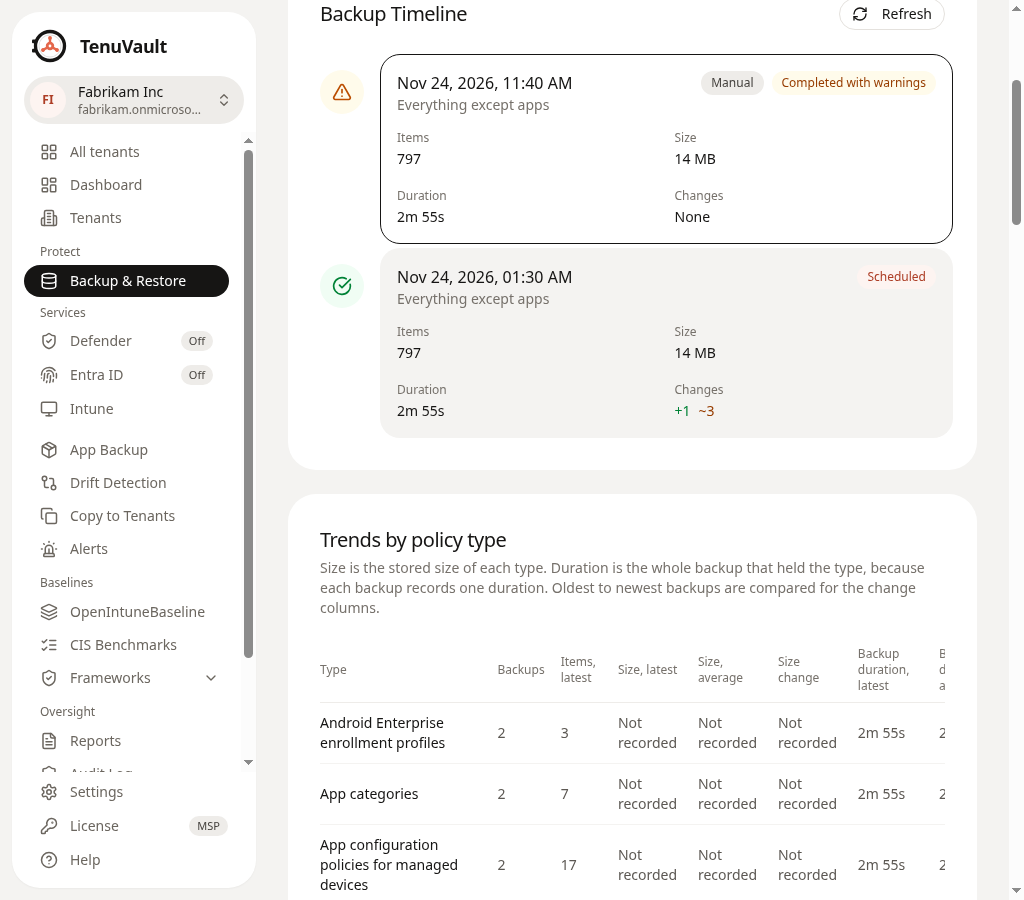 TenuVault
FI
Fabrikam Inc
fabrikam.onmicroso...
All tenants
Dashboard
Tenants
Protect
Backup & Restore
Services
Defender Off
Entra ID Off
Intune
App Backup
Drift Detection
Copy to Tenants
Alerts
Baselines
OpenIntuneBaseline
CIS Benchmarks
Frameworks
Oversight
Reports
Audit Log
Settings
License MSP
Help
Backup Timeline
Refresh
Nov 24, 2026, 11:40 AM Manual Completed with warnings
Everything except apps
Items Size
797 14 MB
Duration Changes
2m 55s None
Nov 24, 2026, 01:30 AM Scheduled
Everything except apps
Items Size
797 14 MB
Duration Changes
2m 55s +1 ~3
Trends by policy type
Size is the stored size of each type. Duration is the whole backup that held the type, because
each backup records one duration. Oldest to newest backups are compared for the change
columns.
Type Backups Items, latest Size, latest Size, average Size change Backup duration, latest
Android Enterprise enrollment profiles 2 3 Not recorded Not recorded Not recorded 2m 55s
App categories 2 7 Not recorded Not recorded Not recorded 2m 55s
App configuration policies for managed devices 2 17 Not recorded Not recorded Not recorded 2m 55s